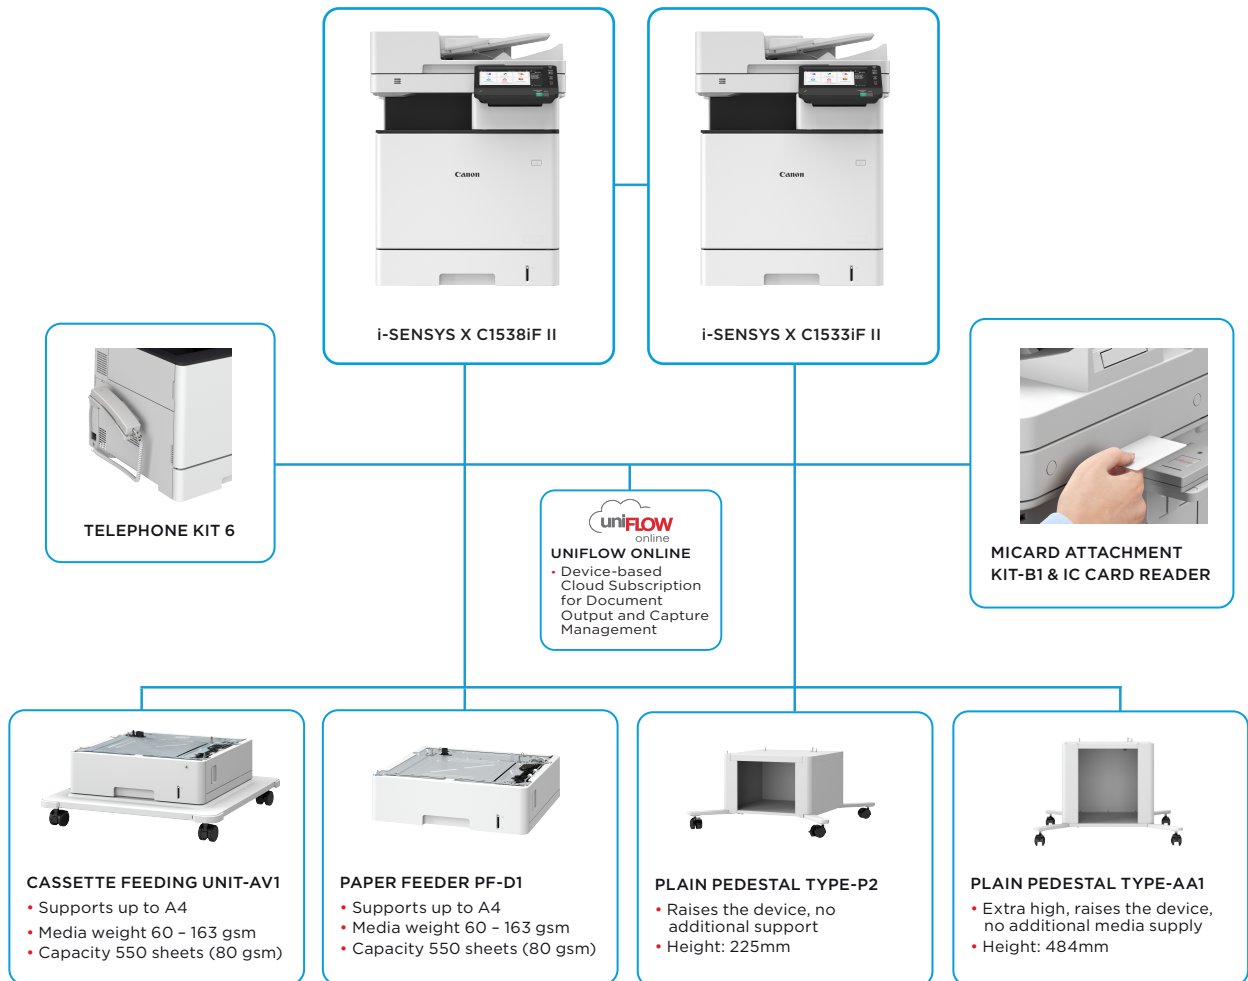 Canon
Canon
i-SENSYS X C1538iF II
i-SENSYS X C1533iF II
TELEPHONE KIT 6
uniFLOW
online
UNIFLOW ONLINE
• Device-based
Cloud Subscription
for Document
Output and Capture
Management
MICARD ATTACHMENT
KIT-B1 & IC CARD READER
CASSETTE FEEDING UNIT-AV1
• Supports up to A4
• Media weight 60 – 163 gsm
• Capacity 550 sheets (80 gsm)
PAPER FEEDER PF-D1
• Supports up to A4
• Media weight 60 – 163 gsm
• Capacity 550 sheets (80 gsm)
PLAIN PEDESTAL TYPE-P2
• Raises the device, no
additional support
• Height: 225mm
PLAIN PEDESTAL TYPE-AA1
• Extra high, raises the device,
no additional media supply
• Height: 484mm